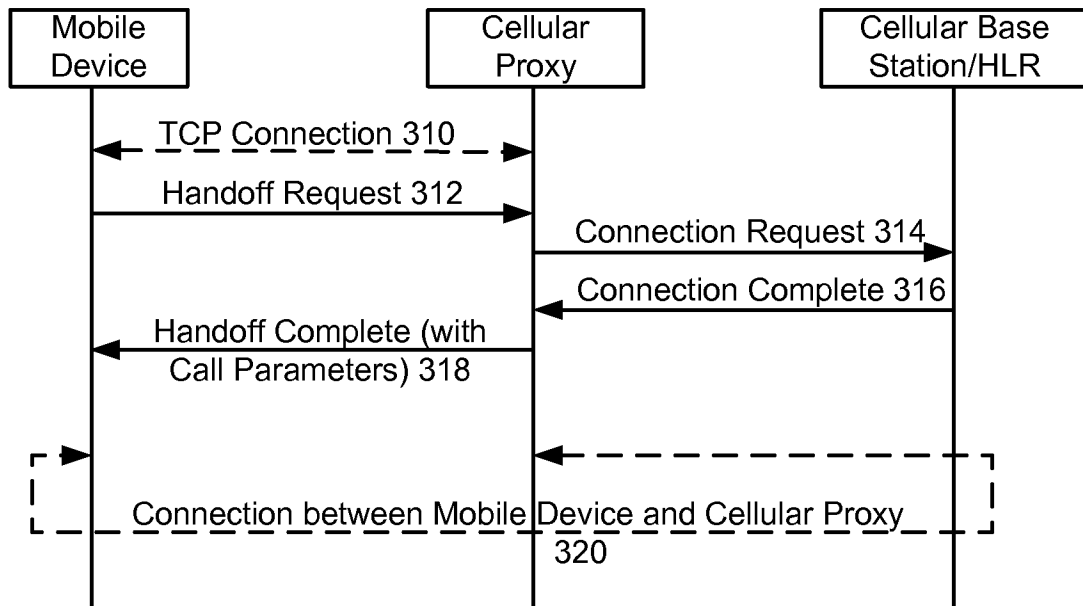 Mobile
Device
Cellular
Proxy
Cellular Base
Station/HLR
TCP Connection 310
Handoff Request 312
Connection Request 314
Connection Complete 316
Handoff Complete (with
Call Parameters) 318
Connection between Mobile Device and Cellular Proxy
320